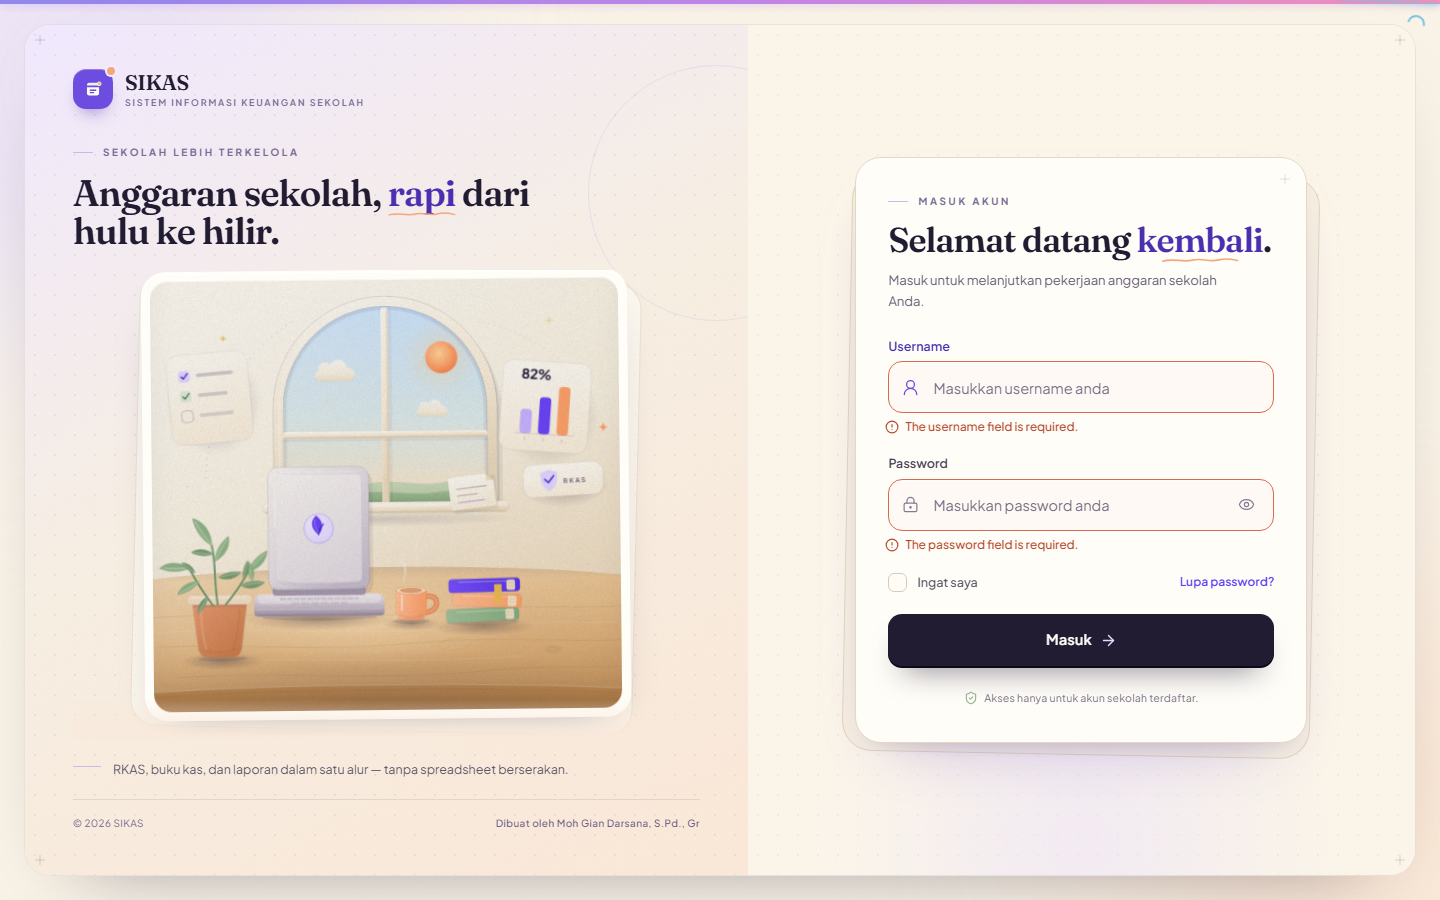 SIKAS
SISTEM INFORMASI KEUANGAN SEKOLAH
SEKOLAH LEBIH TERKELOLA
Anggaran sekolah, rapi dari
hulu ke hilir.
82%
RKAS
RKAS, buku kas, dan laporan dalam satu alur — tanpa spreadsheet berserakan.
© 2026 SIKAS
Dibuat oleh Moh Gian Darsana, S.Pd., Gr
MASUK AKUN
Selamat datang kembali.
Masuk untuk melanjutkan pekerjaan anggaran sekolah
Anda.
Username
Masukkan username anda
The username field is required.
Password
Masukkan password anda
The password field is required.
Ingat saya
Lupa password?
Masuk →
Akses hanya untuk akun sekolah terdaftar.